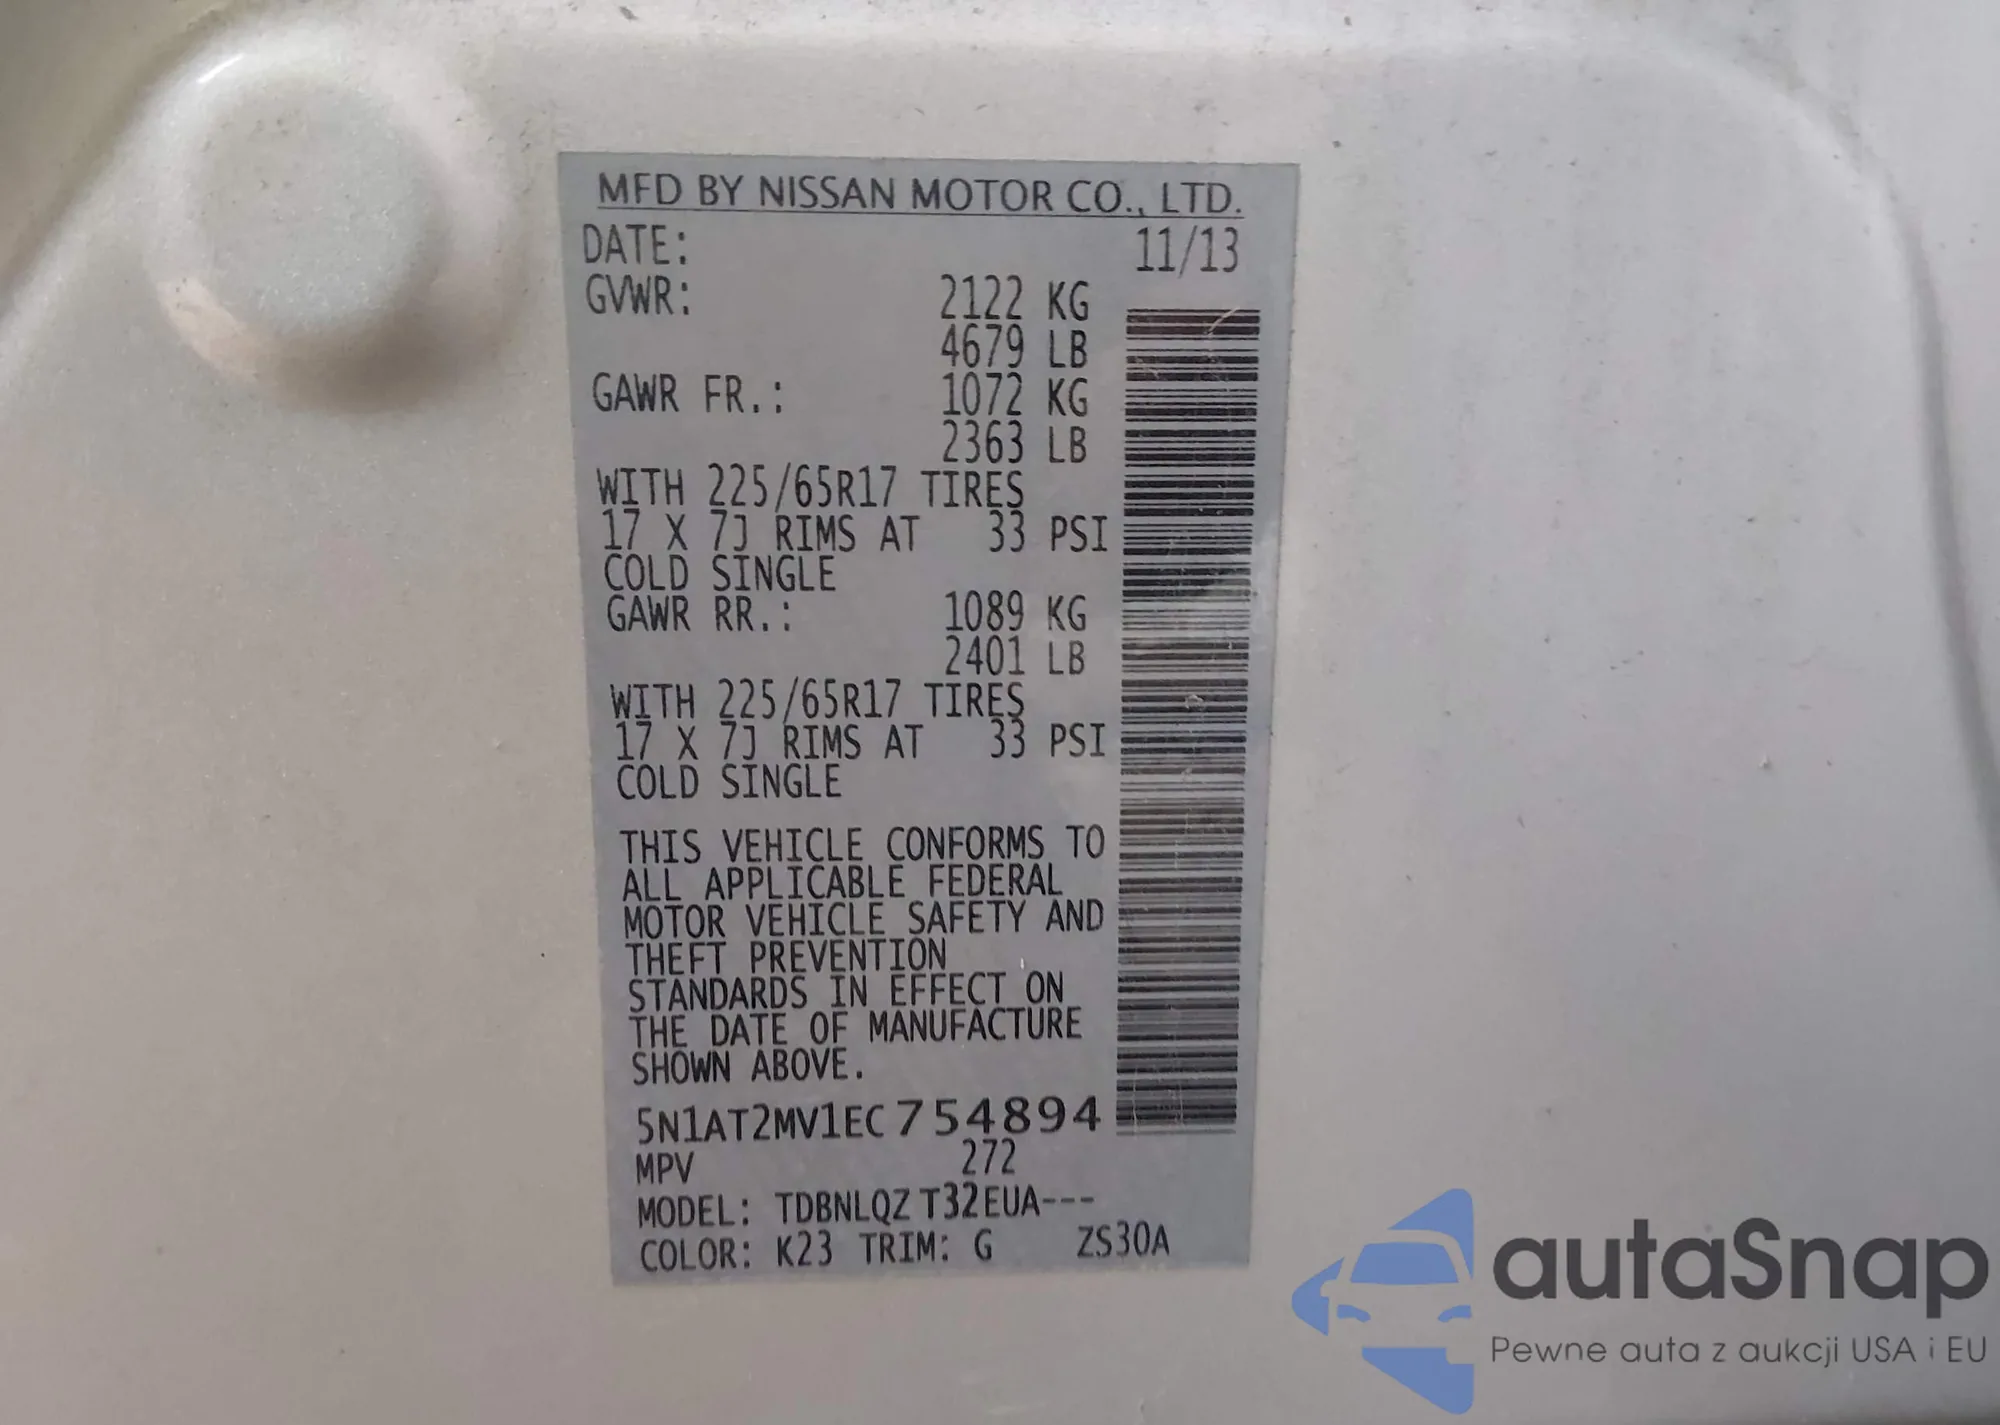 MFD BY NISSAN MOTOR CO., LTD.
DATE: 11/13
GVWR: 2122 KG
4679 LB
GAWR FR.: 1072 KG
2363 LB
WITH 225/65R17 TIRES
17 X 7J RIMS AT 33 PSI
COLD SINGLE
GAWR RR.: 1089 KG
2401 LB
WITH 225/65R17 TIRES
17 X 7J RIMS AT 33 PSI
COLD SINGLE
THIS VEHICLE CONFORMS TO
ALL APPLICABLE FEDERAL
MOTOR VEHICLE SAFETY AND
THEFT PREVENTION
STANDARDS IN EFFECT ON
THE DATE OF MANUFACTURE
SHOWN ABOVE.
5N1AT2MV1EC754894
MPV 272
MODEL: TDBNLQZ T32EUA---
COLOR: K23 TRIM: G ZS30A
autaSnap
Pewne auta z aukcji USA i EU